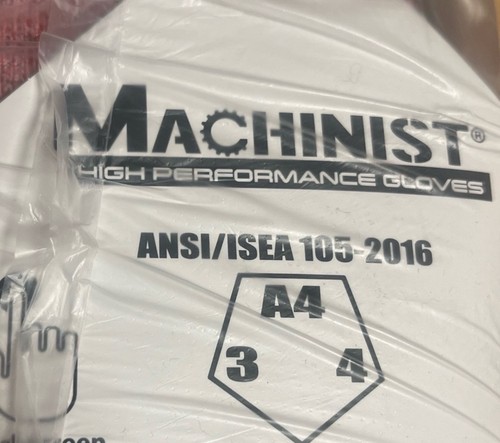 MACHINIST®
HIGH PERFORMANCE GLOVES
ANSI/ISEA 105-2016
A4
3 4